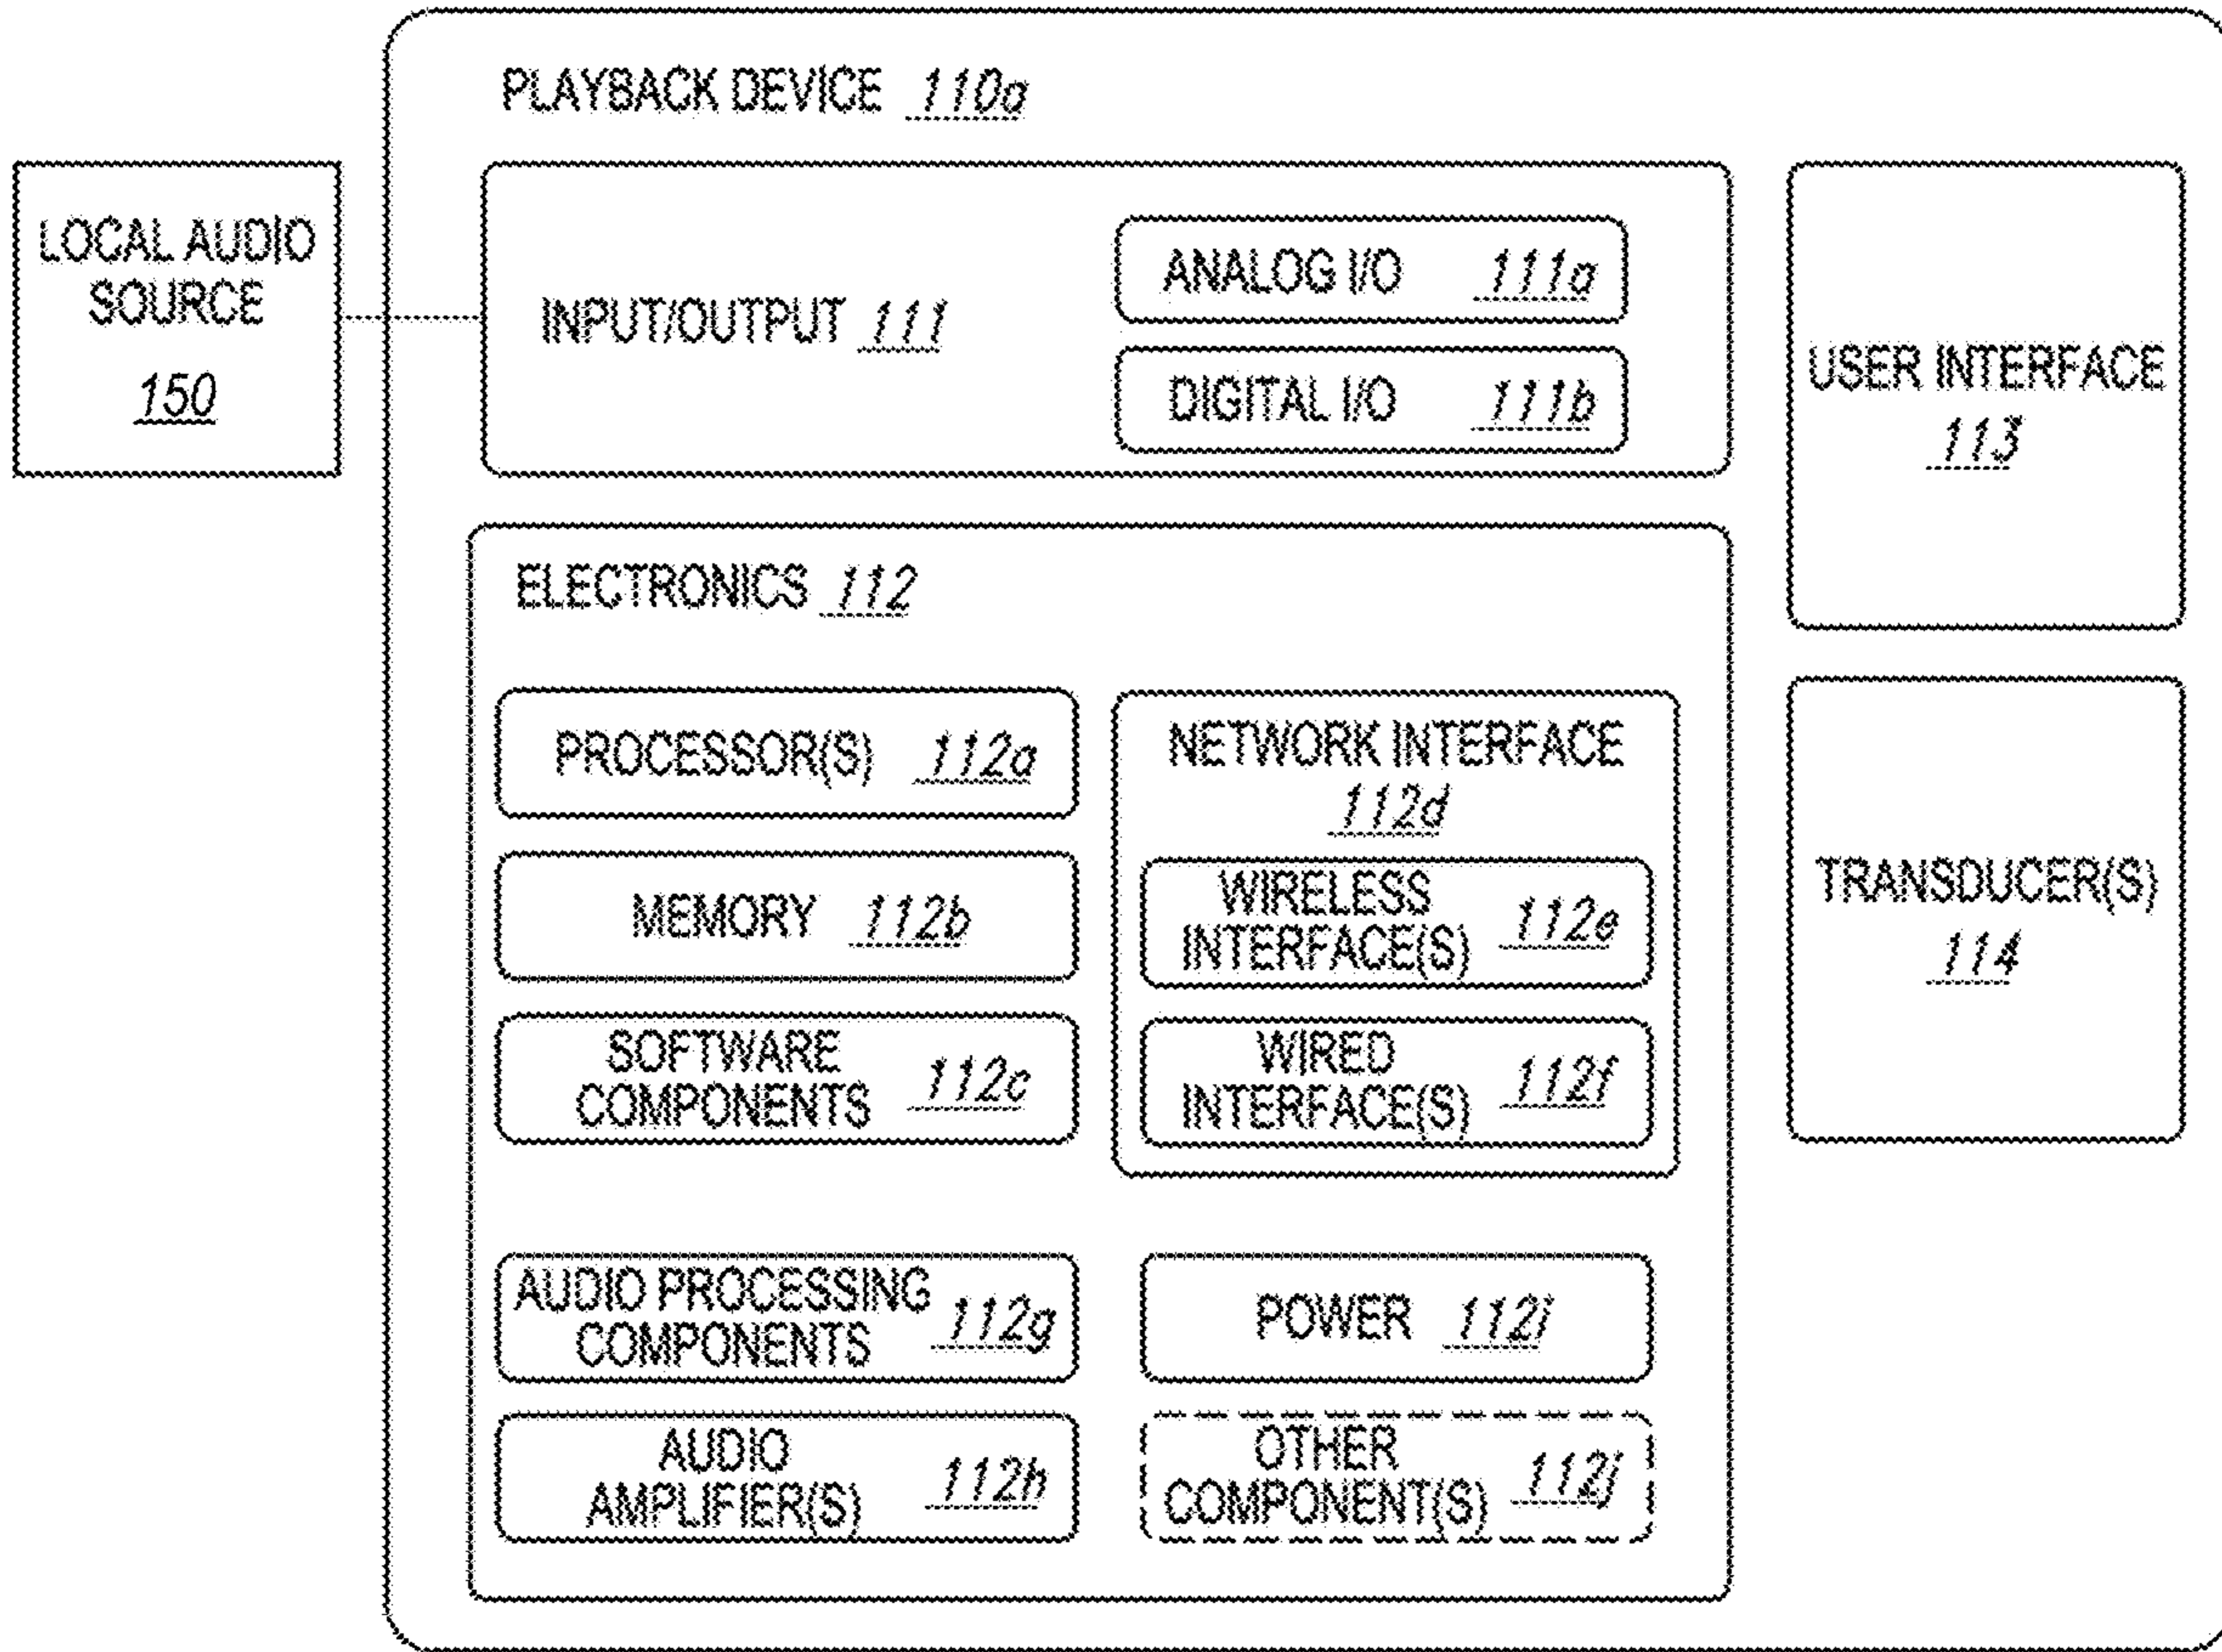 PLAYBACK DEVICE 110a
LOCAL AUDIO
SOURCE
150
INPUT/OUTPUT 111
ANALOG I/O 111a
DIGITAL I/O 111b
USER INTERFACE
113
ELECTRONICS 112
PROCESSOR(S) 112a
MEMORY 112b
SOFTWARE
COMPONENTS 112c
NETWORK INTERFACE
112d
WIRELESS
INTERFACE(S) 112e
WIRED
INTERFACE(S) 112f
TRANSDUCER(S)
114
AUDIO PROCESSING
COMPONENTS 112g
POWER 112i
AUDIO
AMPLIFIER(S) 112h
OTHER
COMPONENT(S) 112j